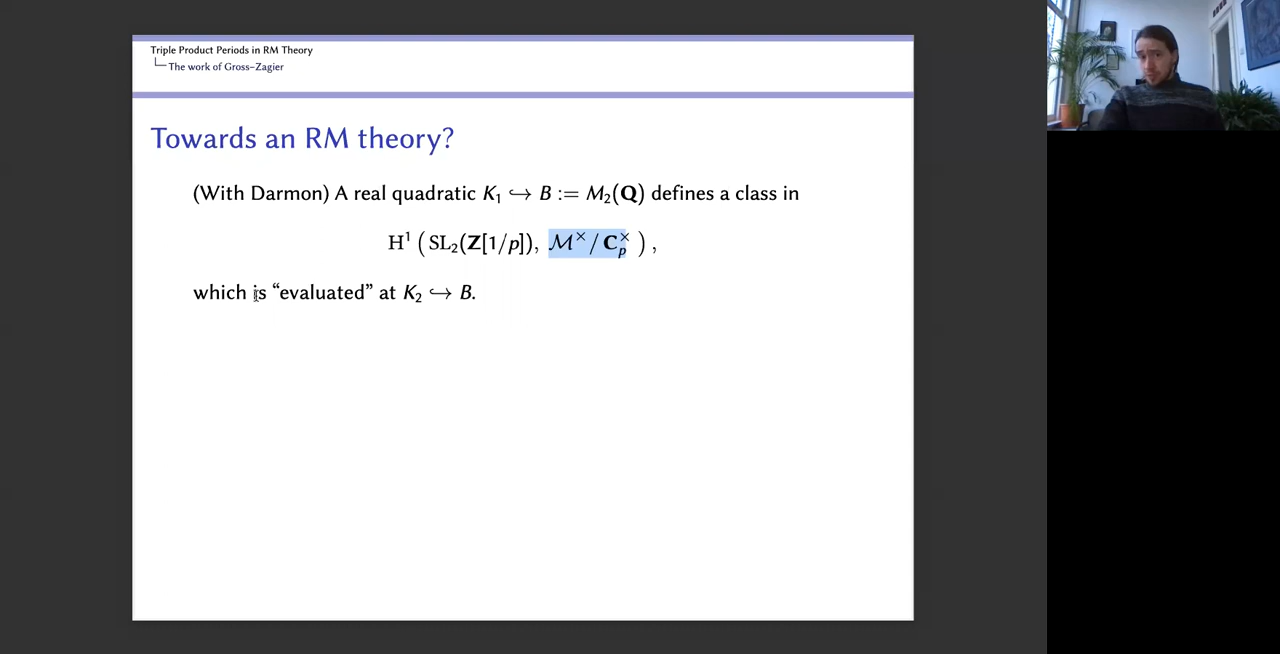 Triple Product Periods in RM Theory
The work of Gross–Zagier
Towards an RM theory?
(With Darmon) A real quadratic K₁ ↪ B := M₂(Q) defines a class in
H¹ ( SL₂(Z[1/p]), ℳ× / C×ₚ ) ,
which is “evaluated” at K₂ ↪ B.